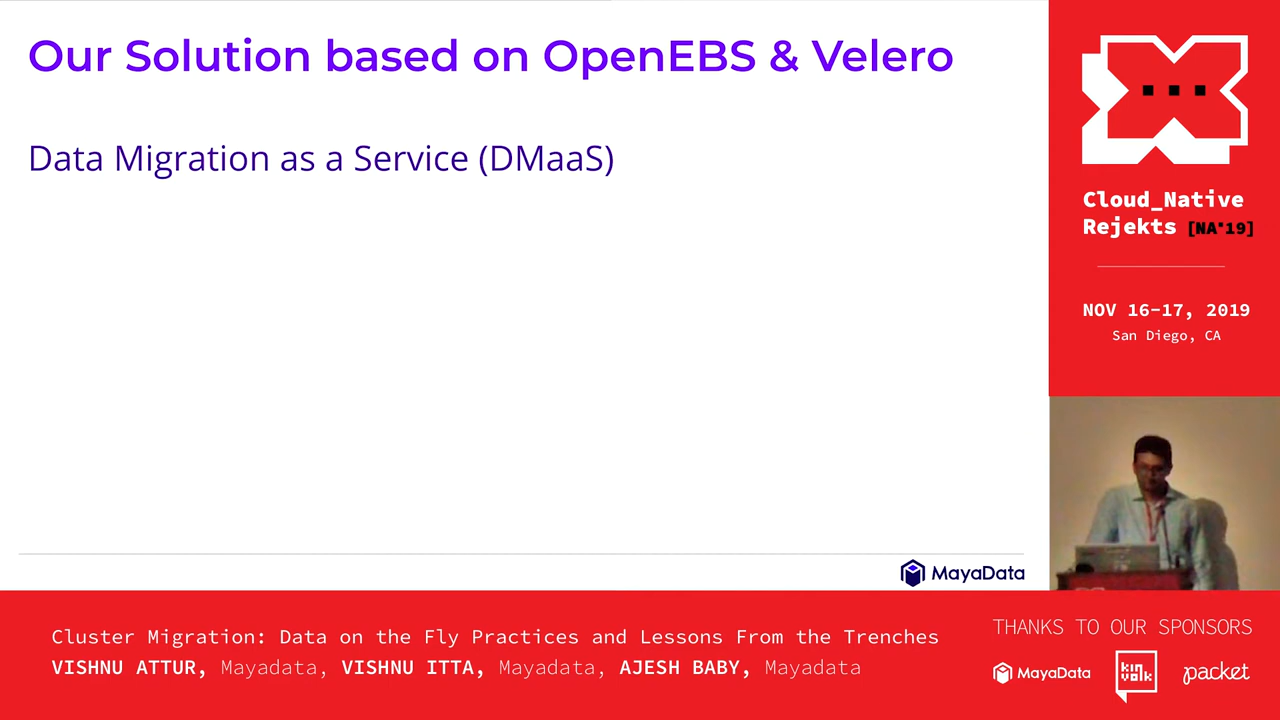 Our Solution based on OpenEBS & Velero
Data Migration as a Service (DMaaS)
MayaData
Cloud_Native
Rejekts [NA'19]
NOV 16-17, 2019
San Diego, CA
Cluster Migration: Data on the Fly Practices and Lessons From the Trenches
VISHNU ATTUR, Mayadata, VISHNU ITTA, Mayadata, AJESH BABY, Mayadata
THANKS TO OUR SPONSORS
MayaData
kinvolk
packet